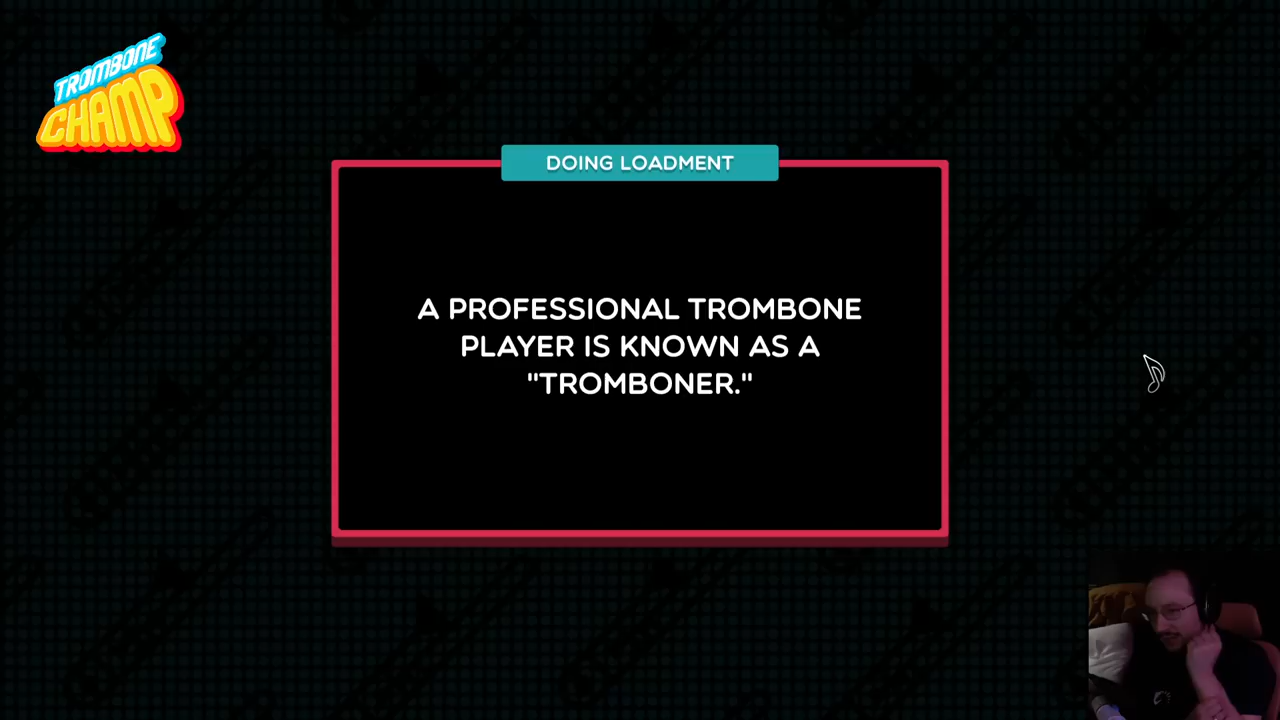 TROMBONE
CHAMP
DOING LOADMENT
A PROFESSIONAL TROMBONE
PLAYER IS KNOWN AS A
"TROMBONER."